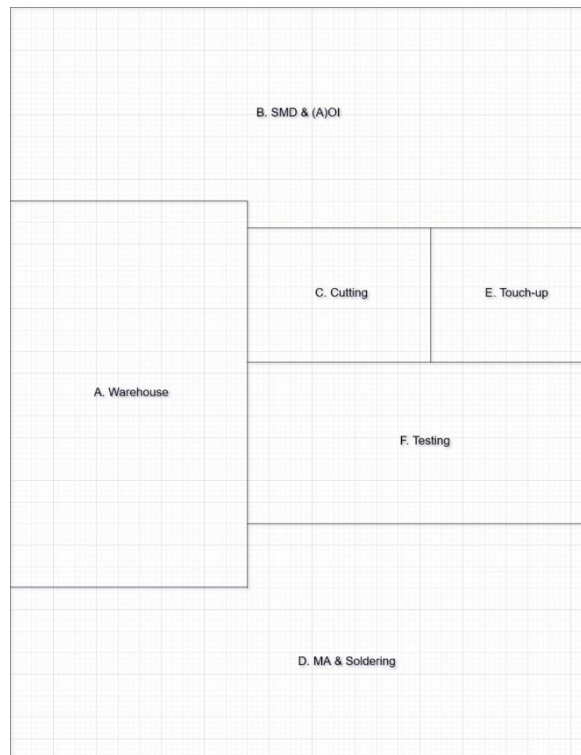 B. SMD & (A)OI
C. Cutting
E. Touch-up
A. Warehouse
F. Testing
D. MA & Soldering